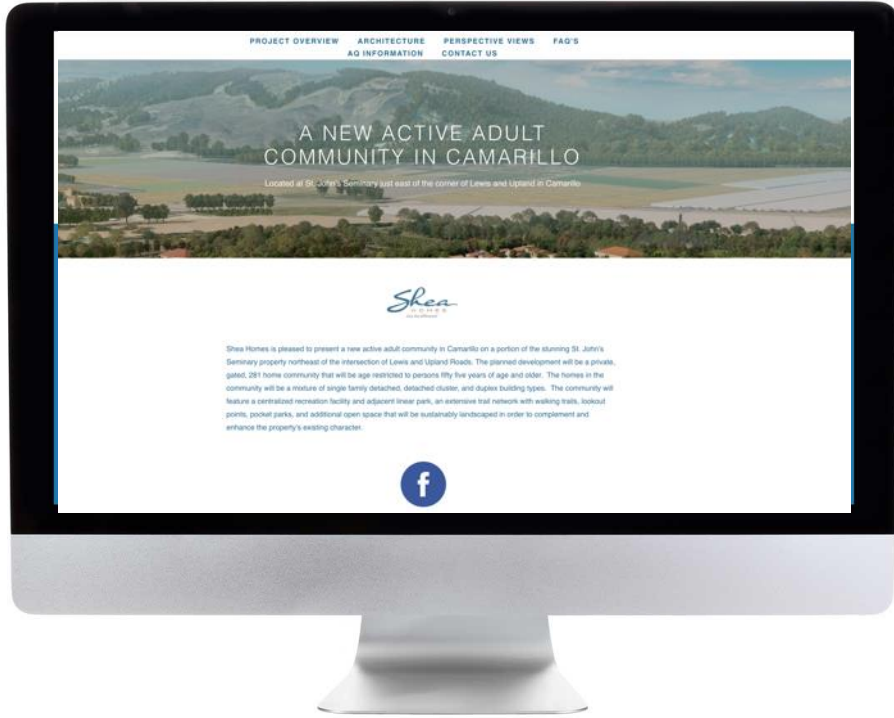 PROJECT OVERVIEW ARCHITECTURE PERSPECTIVE VIEWS FAQ'S
AQ INFORMATION CONTACT US
A NEW ACTIVE ADULT
COMMUNITY IN CAMARILLO
Located at St. John's Seminary just east of the corner of Lewis and Upland in Camarillo
Shea
HOMES
Shea Homes is pleased to present a new active adult community in Camarillo on a portion of the stunning St. John's
Seminary property northeast of the intersection of Lewis and Upland Roads. The planned development will be a private,
gated, 281 home community that will be age restricted to persons fifty five years of age and older. The homes in the
community will be a mixture of single family detached, detached cluster, and duplex building types. The community will
feature a centralized recreation facility and adjacent linear park, an extensive trail network with walking trails, lookout
points, pocket parks, and additional open space that will be sustainably landscaped in order to complement and
enhance the property's existing character.
f